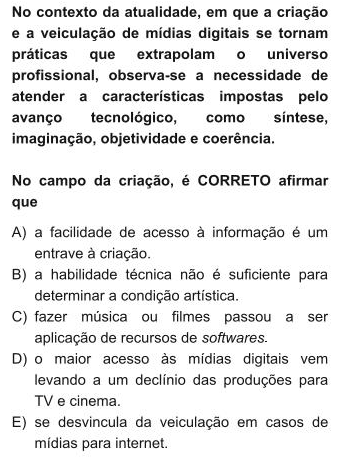 No contexto da atualidade, em que a criação
e a veiculação de mídias digitais se tornam
práticas que extrapolam o universo
profissional, observa-se a necessidade de
atender a características impostas pelo
avanço tecnológico, como síntese,
imaginação, objetividade e coerência.
No campo da criação, é CORRETO afirmar
que
A) a facilidade de acesso à informação é um
entrave à criação.
B) a habilidade técnica não é suficiente para
determinar a condição artística.
C) fazer música ou filmes passou a ser
aplicação de recursos de softwares.
D) o maior acesso às mídias digitais vem
levando a um declínio das produções para
TV e cinema.
E) se desvincula da veiculação em casos de
mídias para internet.